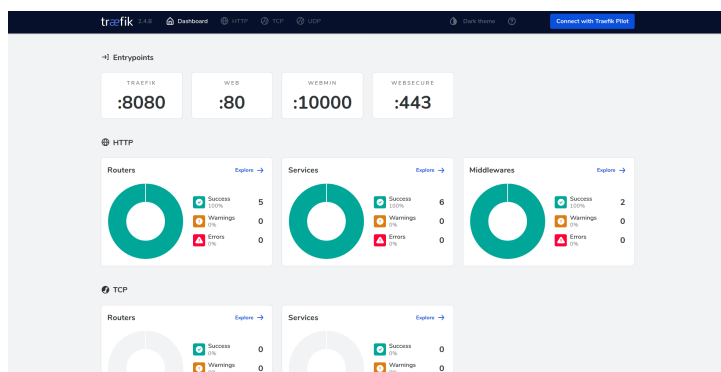 træfik 2.4.8 Dashboard HTTP TCP UDP Dark theme Connect with Traefik Pilot
Entrypoints
TRAEFIK WEB WEBMIN WEBSECURE
:8080 :80 :10000 :443
HTTP
Routers Explore → Services Explore → Middlewares Explore →
Success 5 Success 6 Success 2
100% 100% 100%
Warnings 0 Warnings 0 Warnings 0
0% 0% 0%
Errors 0 Errors 0 Errors 0
0% 0% 0%
TCP
Routers Explore → Services Explore →
Success 0 Success 0
0% 0%
Warnings 0 Warnings 0